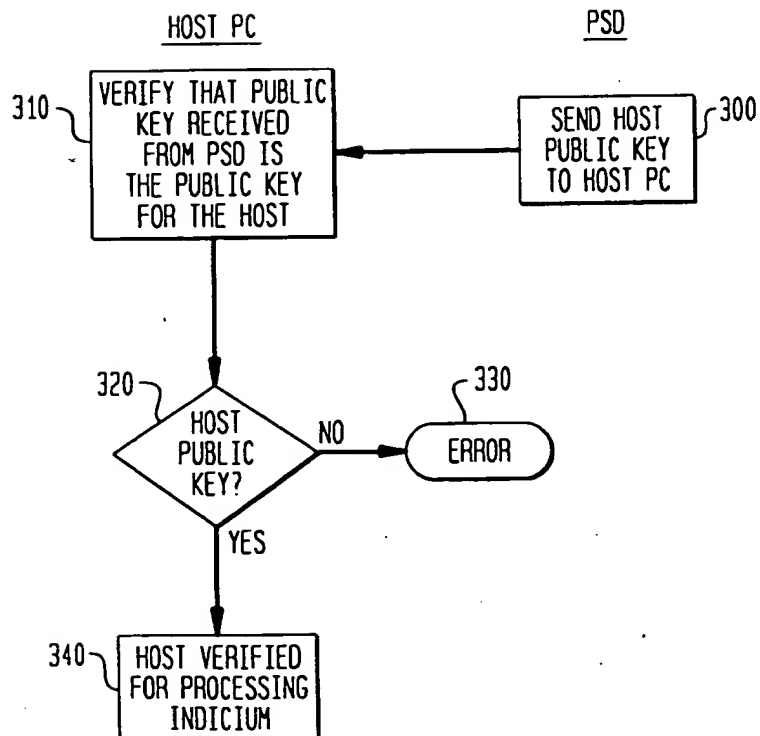 HOST PC
PSD
310
VERIFY THAT PUBLIC
KEY RECEIVED
FROM PSD IS
THE PUBLIC KEY
FOR THE HOST
SEND HOST
PUBLIC KEY
TO HOST PC
300
320
HOST
PUBLIC
KEY?
NO
330
ERROR
YES
340
HOST VERIFIED
FOR PROCESSING
INDICIUM